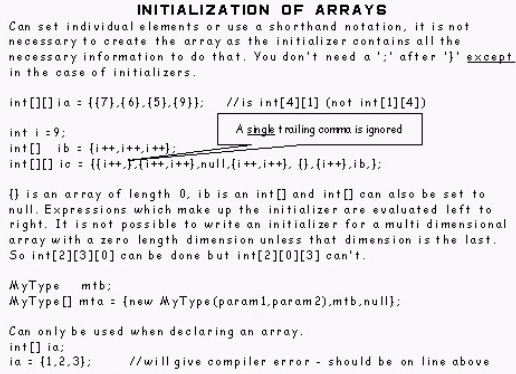 INITIALIZATION OF ARRAYS
Can set individual elements or use a shorthand notation, it is not
necessary to create the array as the initializer contains all the
necessary information to do that. You don't need a ';' after '}' except
in the case of initializers.
int[][] ia = {{7},{6},{5},{9}};   //is int[4][1] (not int[1][4])
int i =9;
A single trailing comma is ignored
int[]  ib = {i++,i++,i++};
int[][] ic = {{i++,},{i++,i++},null,{i++,i++}, {},{i++},ib,};
{} is an array of length 0, ib is an int[] and int[] can also be set to
null. Expressions which make up the initializer are evaluated left to
right. It is not possible to write an initializer for a multi dimensional
array with a zero length dimension unless that dimension is the last.
So int[2][3][0] can be done but int[2][0][3] can't.
MyType   mtb;
MyType[] mta = {new MyType(param1,param2),mtb,null};
Can only be used when declaring an array.
int[] ia;
ia = {1,2,3};     //will give compiler error - should be on line above